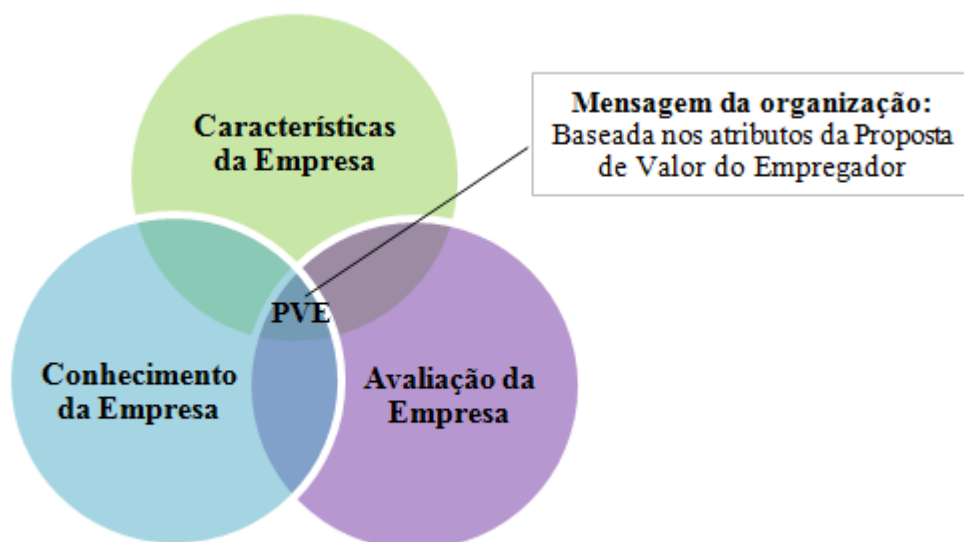 Características
da Empresa
Mensagem da organização:
Baseada nos atributos da Proposta
de Valor do Empregador
PVE
Conhecimento
da Empresa
Avaliação da
Empresa